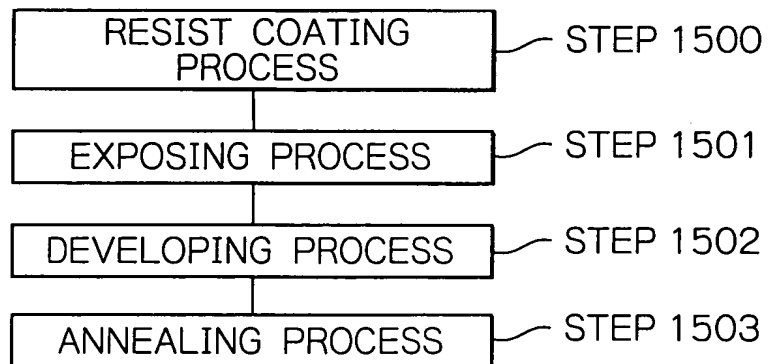 RESIST COATING
PROCESS
STEP 1500
EXPOSING PROCESS
STEP 1501
DEVELOPING PROCESS
STEP 1502
ANNEALING PROCESS
STEP 1503